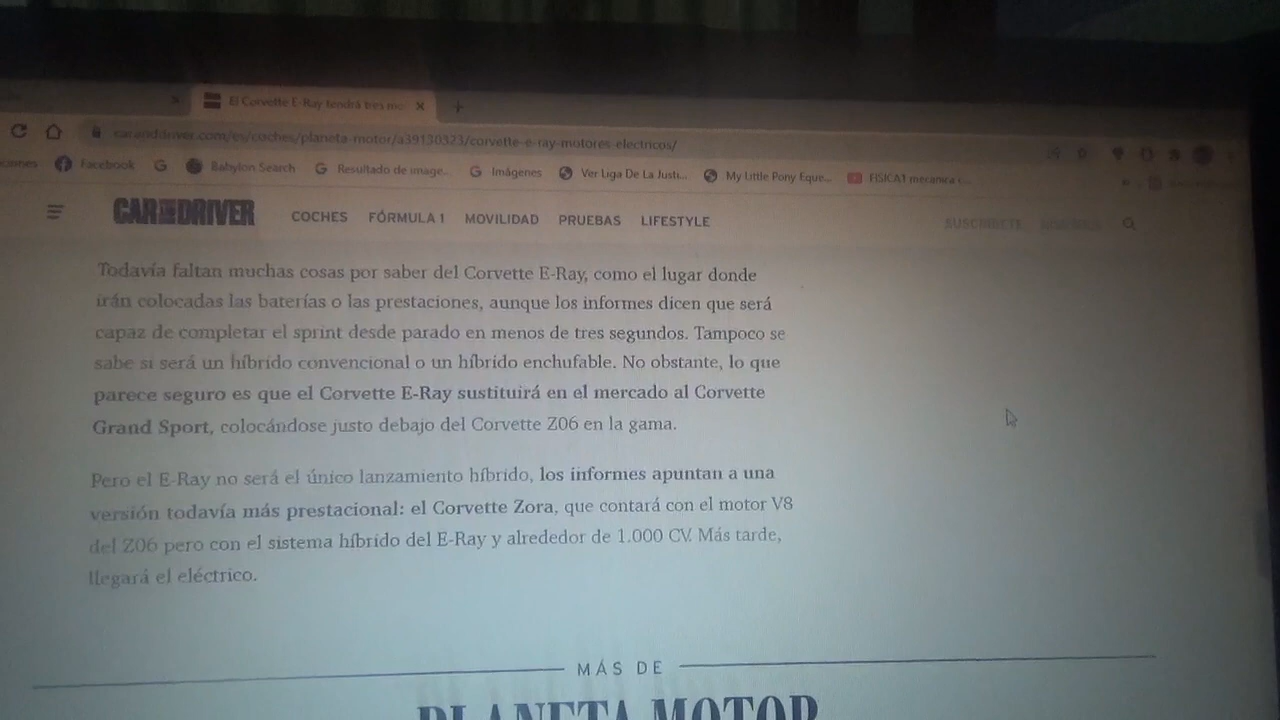 El Corvette E-Ray tendrá tres mo
caranddriver.com/es/coches/planeta-motor/a39130323/corvette-e-ray-motores-electricos/
Facebook Babylon Search Resultado de image... Imágenes Ver Liga De La Justi... My Little Pony Eque... FISICA1 mecanica
CAR AND DRIVER COCHES FÓRMULA 1 MOVILIDAD PRUEBAS LIFESTYLE SUSCRÍBETE
Todavía faltan muchas cosas por saber del Corvette E-Ray, como el lugar donde
irán colocadas las baterías o las prestaciones, aunque los informes dicen que será
capaz de completar el sprint desde parado en menos de tres segundos. Tampoco se
sabe si será un híbrido convencional o un híbrido enchufable. No obstante, lo que
parece seguro es que el Corvette E-Ray sustituirá en el mercado al Corvette
Grand Sport, colocándose justo debajo del Corvette Z06 en la gama.
Pero el E-Ray no será el único lanzamiento híbrido, los informes apuntan a una
versión todavía más prestacional: el Corvette Zora, que contará con el motor V8
del Z06 pero con el sistema híbrido del E-Ray y alrededor de 1.000 CV. Más tarde,
llegará el eléctrico.
MÁS DE
PLANETA MOTOR